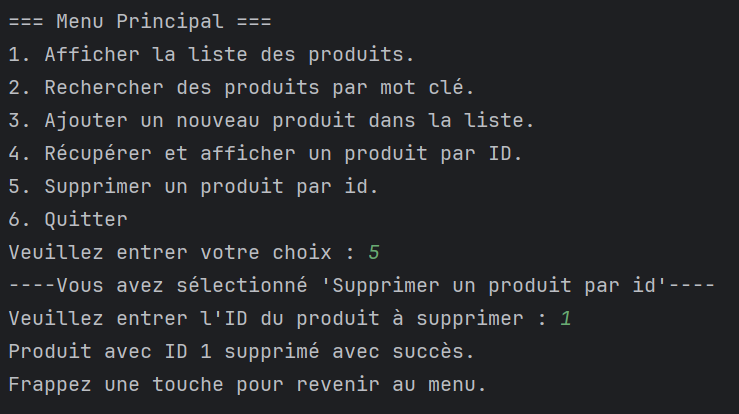 === Menu Principal ===
1. Afficher la liste des produits.
2. Rechercher des produits par mot clé.
3. Ajouter un nouveau produit dans la liste.
4. Récupérer et afficher un produit par ID.
5. Supprimer un produit par id.
6. Quitter
Veuillez entrer votre choix : 5
----Vous avez sélectionné 'Supprimer un produit par id'----
Veuillez entrer l'ID du produit à supprimer : 1
Produit avec ID 1 supprimé avec succès.
Frappez une touche pour revenir au menu.